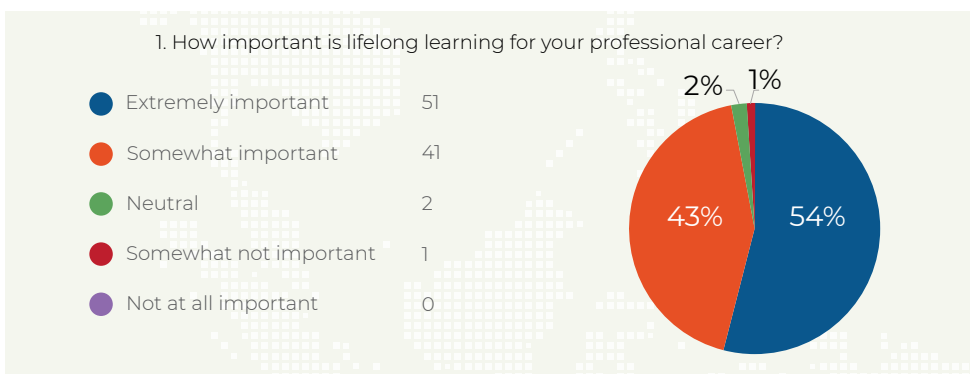 1. How important is lifelong learning for your professional career?
2% 1%
Extremely important 51
Somewhat important 41
Neutral 2
43% 54%
Somewhat not important 1
Not at all important 0